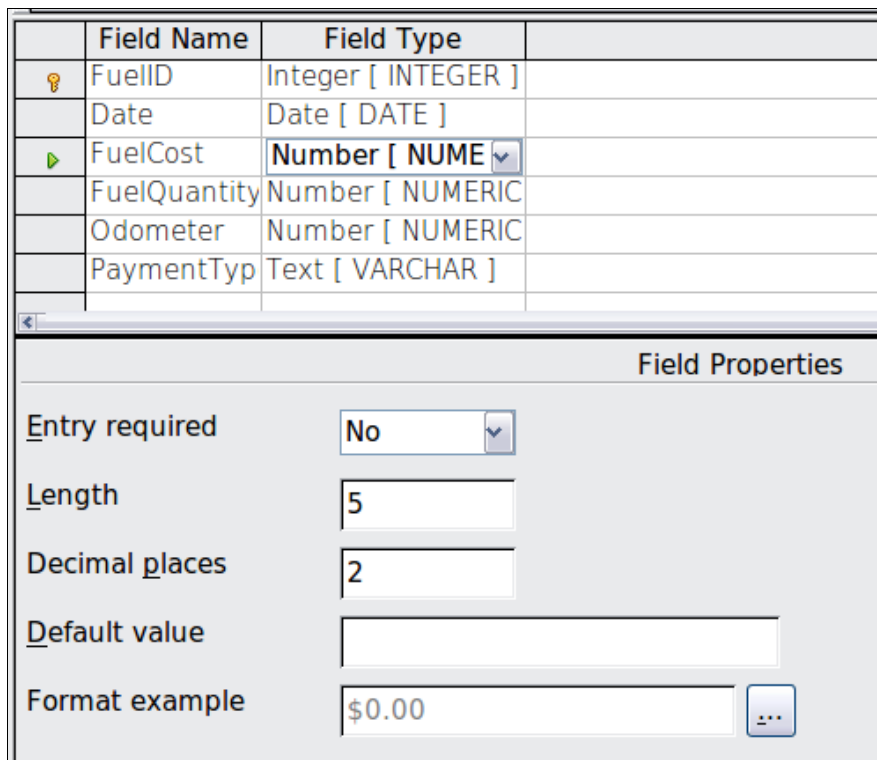 Field Name Field Type
FuelID Integer [ INTEGER ]
Date Date [ DATE ]
FuelCost Number [ NUME
FuelQuantity Number [ NUMERIC
Odometer Number [ NUMERIC
PaymentTyp Text [ VARCHAR ]
Field Properties
Entry required No
Length 5
Decimal places 2
Default value
Format example $0.00 ...